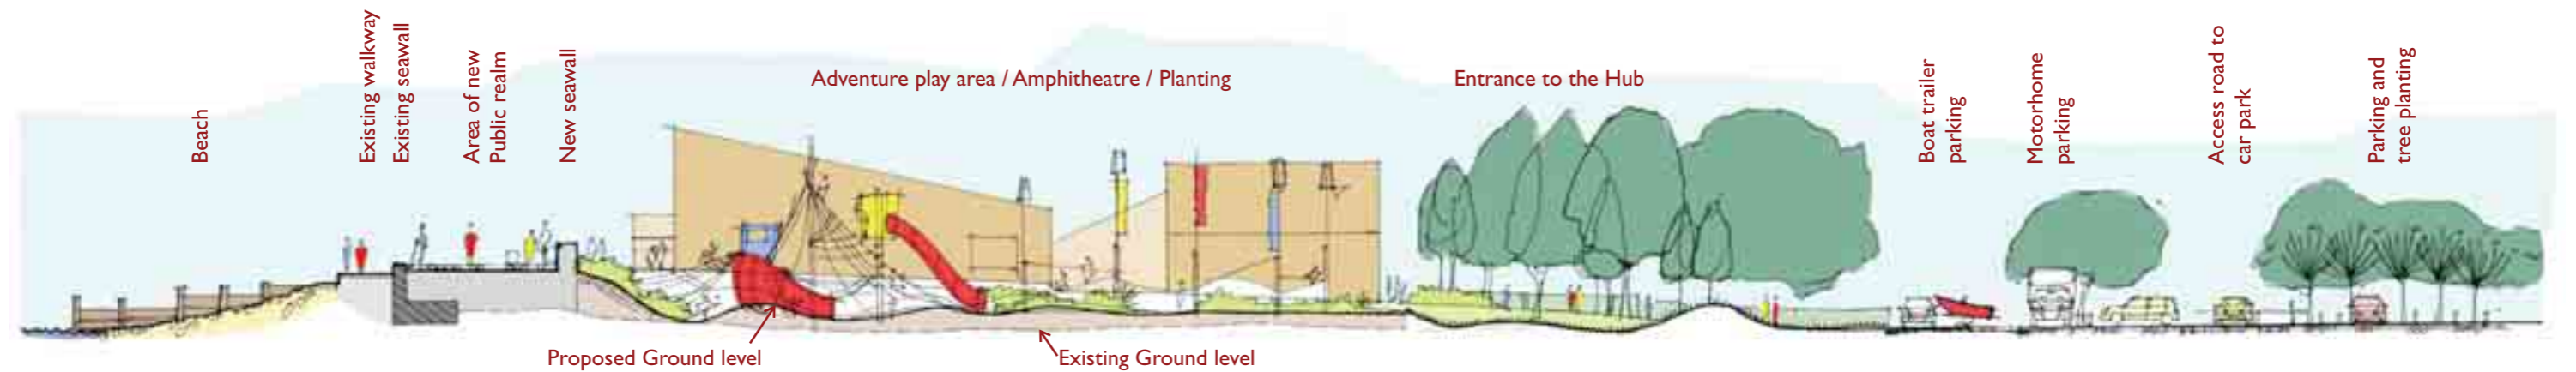 Beach
Existing walkway
Existing seawall
Area of new
Public realm
New seawall
Adventure play area / Amphitheatre / Planting
Entrance to the Hub
Boat trailer
parking
Motorhome
parking
Access road to
car park
Parking and
tree planting
Proposed Ground level
Existing Ground level